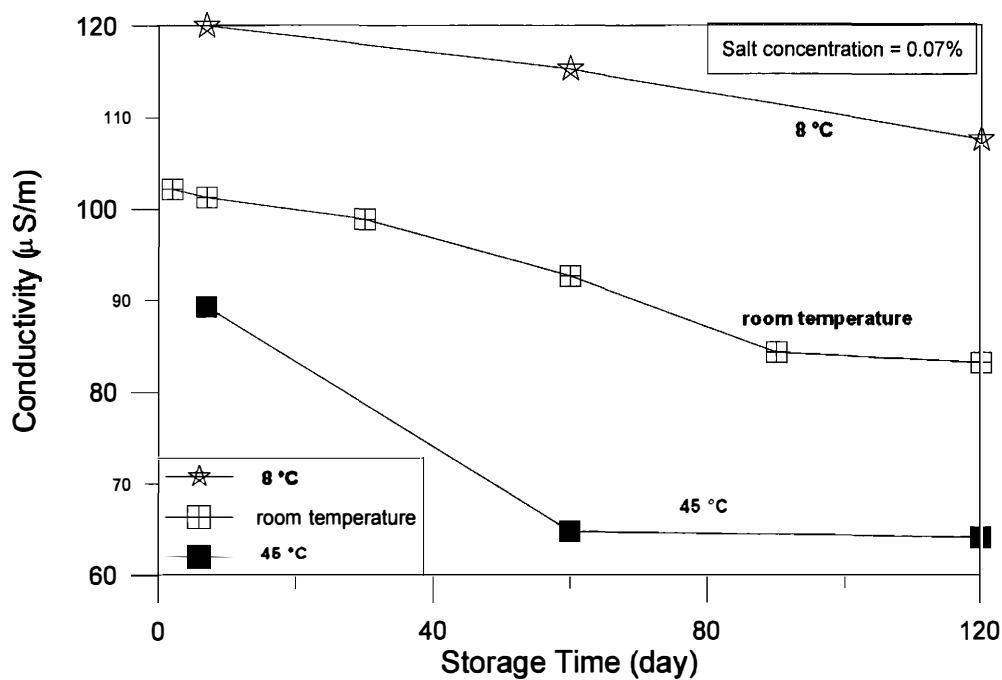 120
Salt concentration = 0.07%
110
8 °C
100
90
room temperature
80
8 °C
70
45 °C
room temperature
45 °C
60
0
40
80
120
Conductivity (μ S/m)
Storage Time (day)